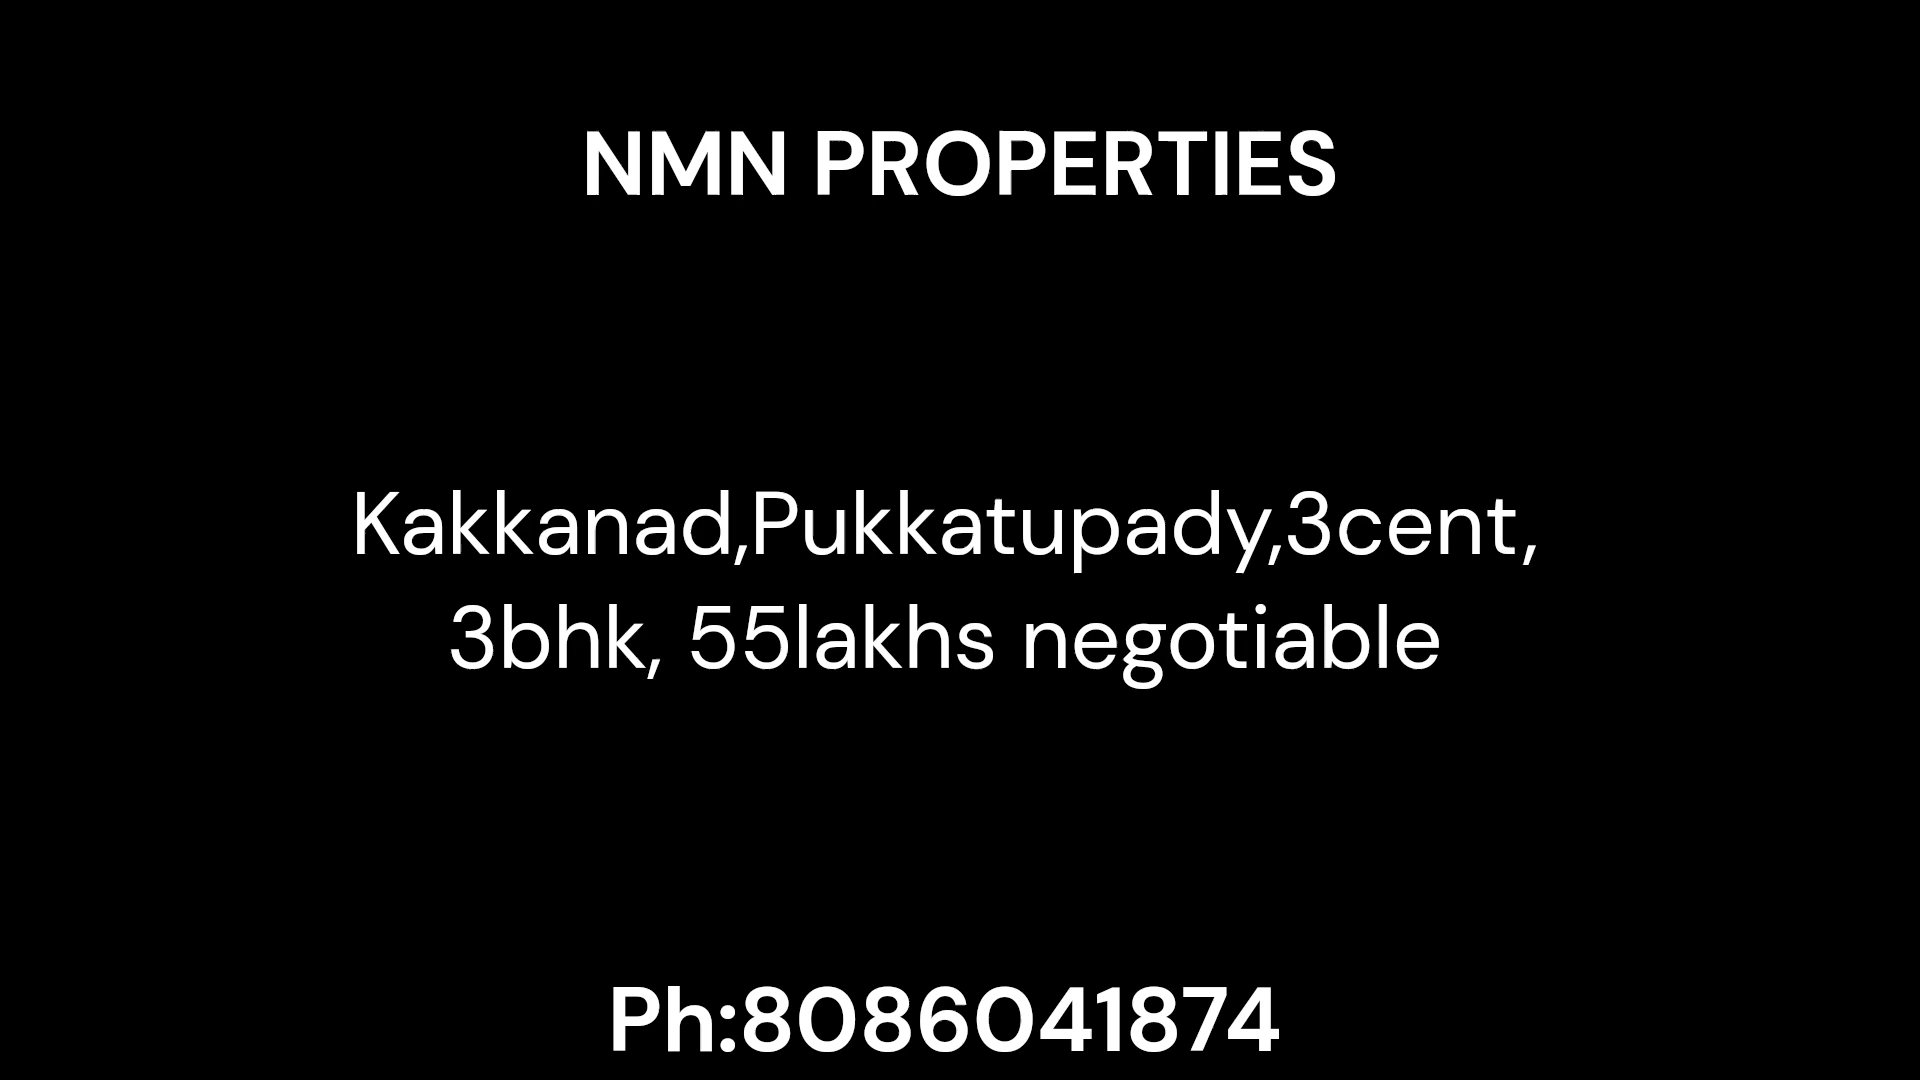 NMN PROPERTIES
Kakkanad,Pukkatupady,3cent,
3bhk, 55lakhs negotiable
Ph:8086041874